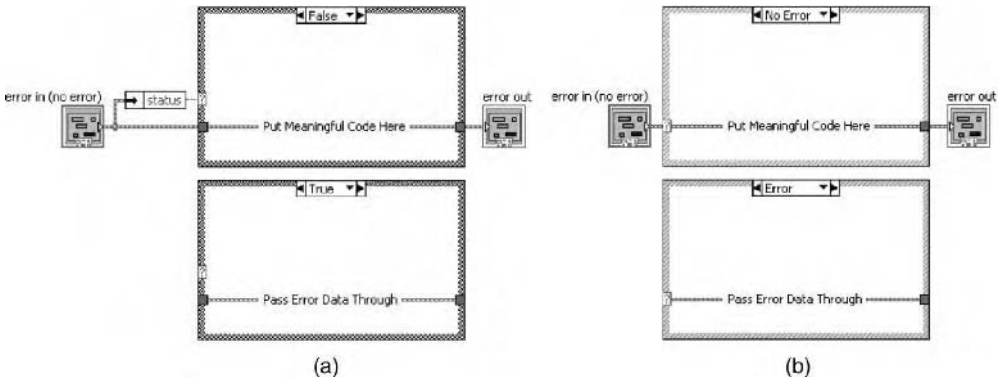 False
No Error
error in (no error)
status
?
error out
Put Meaningful Code Here
error in (no error)
?
error out
Put Meaningful Code Here
True
Error
?
Pass Error Data Through
?
Pass Error Data Through
(a)
(b)